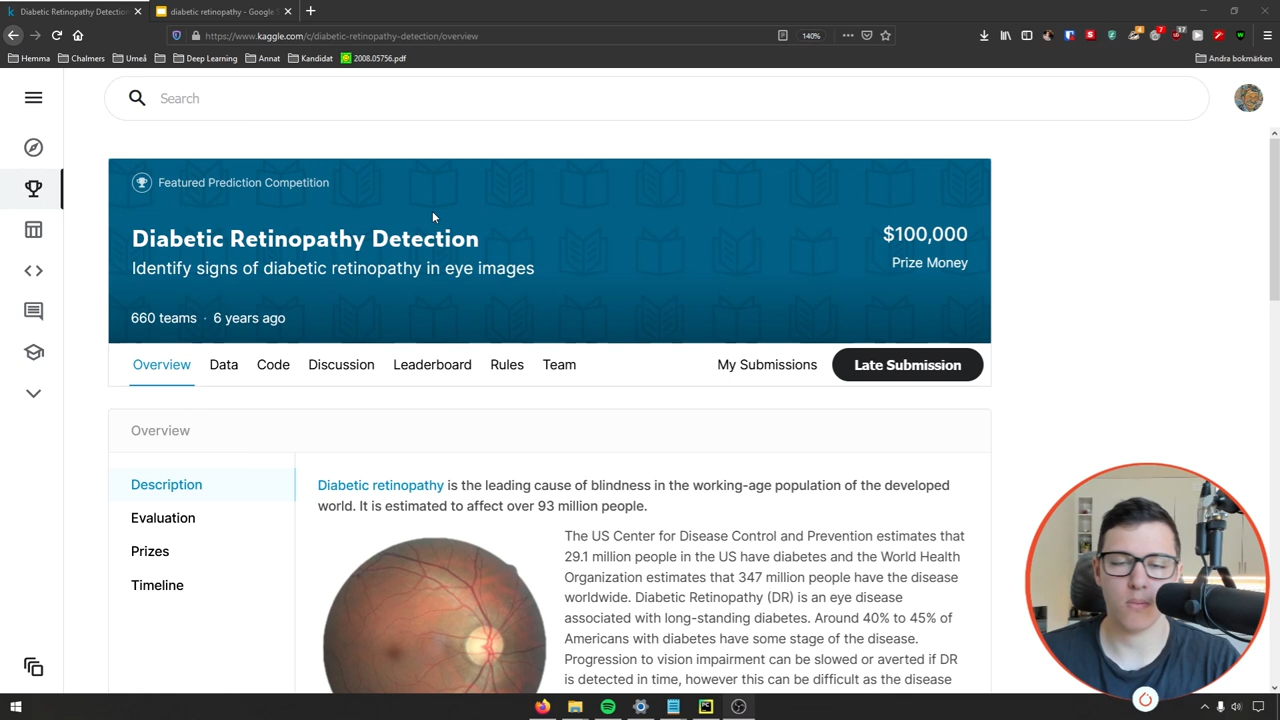 Diabetic Retinopathy Detection
diabetic retinopathy - Google S
https://www.kaggle.com/c/diabetic-retinopathy-detection/overview
140%
Hemma
Chalmers
Umeå
Deep Learning
Annat
Kandidat
2008.05756.pdf
Andra bokmärken
Search
Featured Prediction Competition
Diabetic Retinopathy Detection
$100,000
Identify signs of diabetic retinopathy in eye images
Prize Money
660 teams · 6 years ago
Overview Data Code Discussion Leaderboard Rules Team My Submissions Late Submission
Overview
Description
Evaluation
Prizes
Timeline
Diabetic retinopathy is the leading cause of blindness in the working-age population of the developed
world. It is estimated to affect over 93 million people.
The US Center for Disease Control and Prevention estimates that
29.1 million people in the US have diabetes and the World Health
Organization estimates that 347 million people have the disease
worldwide. Diabetic Retinopathy (DR) is an eye disease
associated with long-standing diabetes. Around 40% to 45% of
Americans with diabetes have some stage of the disease.
Progression to vision impairment can be slowed or averted if DR
is detected in time, however this can be difficult as the disease